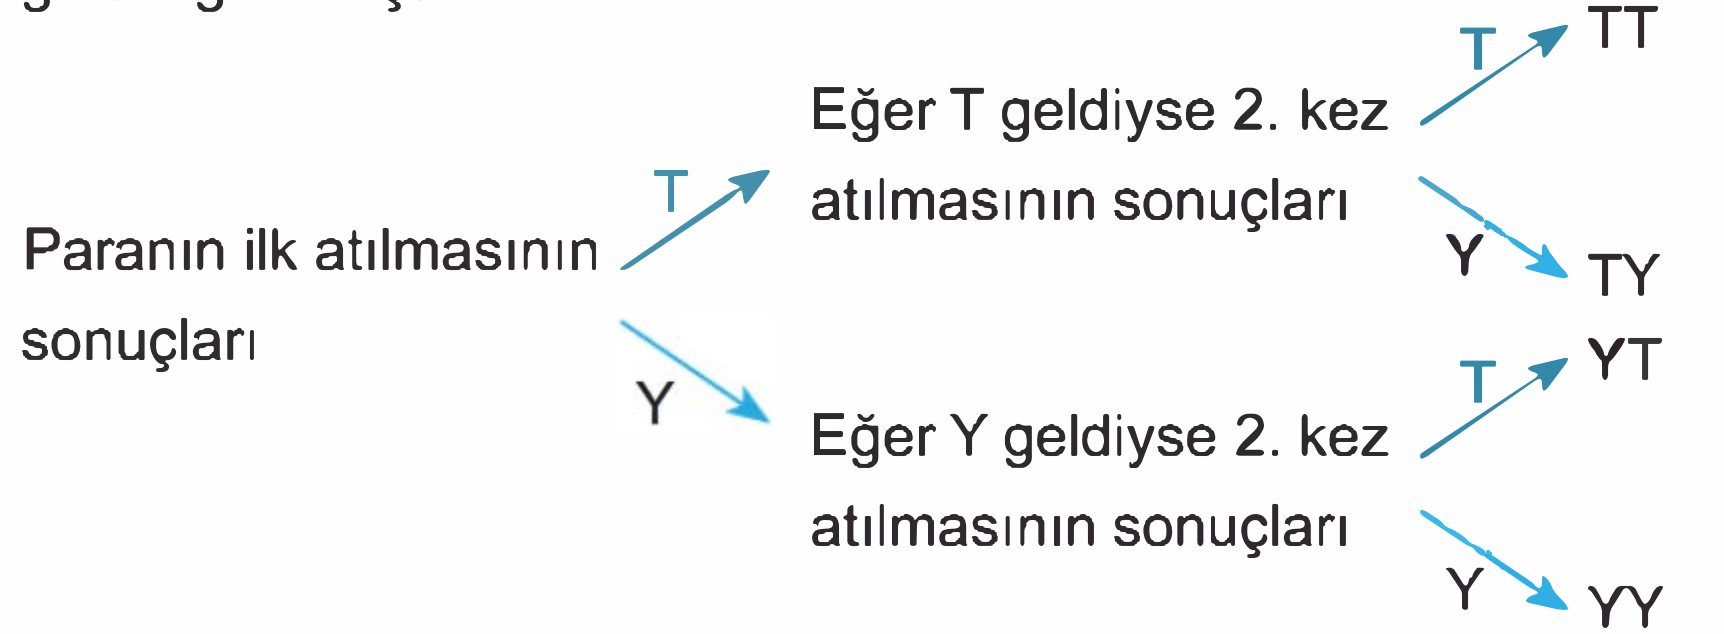 T
TT
Eğer T geldiyse 2. kez
atılmasının sonuçları
Y
TY
T
Paranın ilk atılmasının
sonuçları
Y
T
YT
Eğer Y geldiyse 2. kez
atılmasının sonuçları
Y
YY